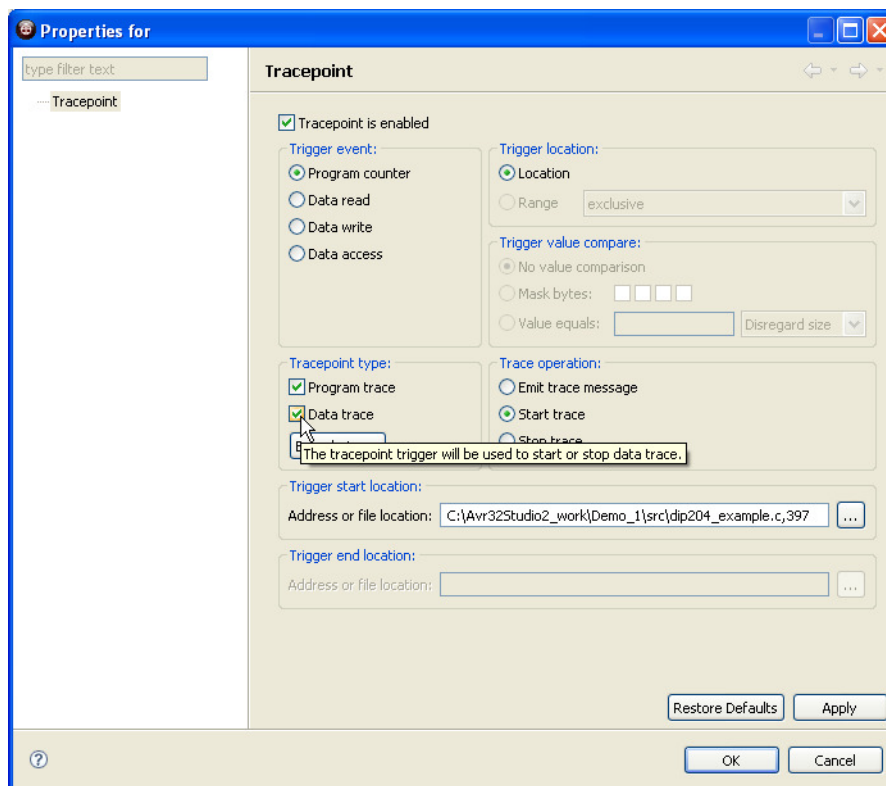 Properties for
type filter text
Tracepoint
Tracepoint
Tracepoint is enabled
Trigger event:
Program counter
Data read
Data write
Data access
Trigger location:
Location
Range exclusive
Trigger value compare:
No value comparison
Mask bytes:
Value equals: Disregard size
Tracepoint type:
Program trace
Data trace
Trace operation:
Emit trace message
Start trace
Stop trace
The tracepoint trigger will be used to start or stop data trace.
Trigger start location:
Address or file location: C:\Avr32Studio2_work\Demo_1\src\dip204_example.c,397 ...
Trigger end location:
Address or file location: ...
Restore Defaults Apply
? OK Cancel